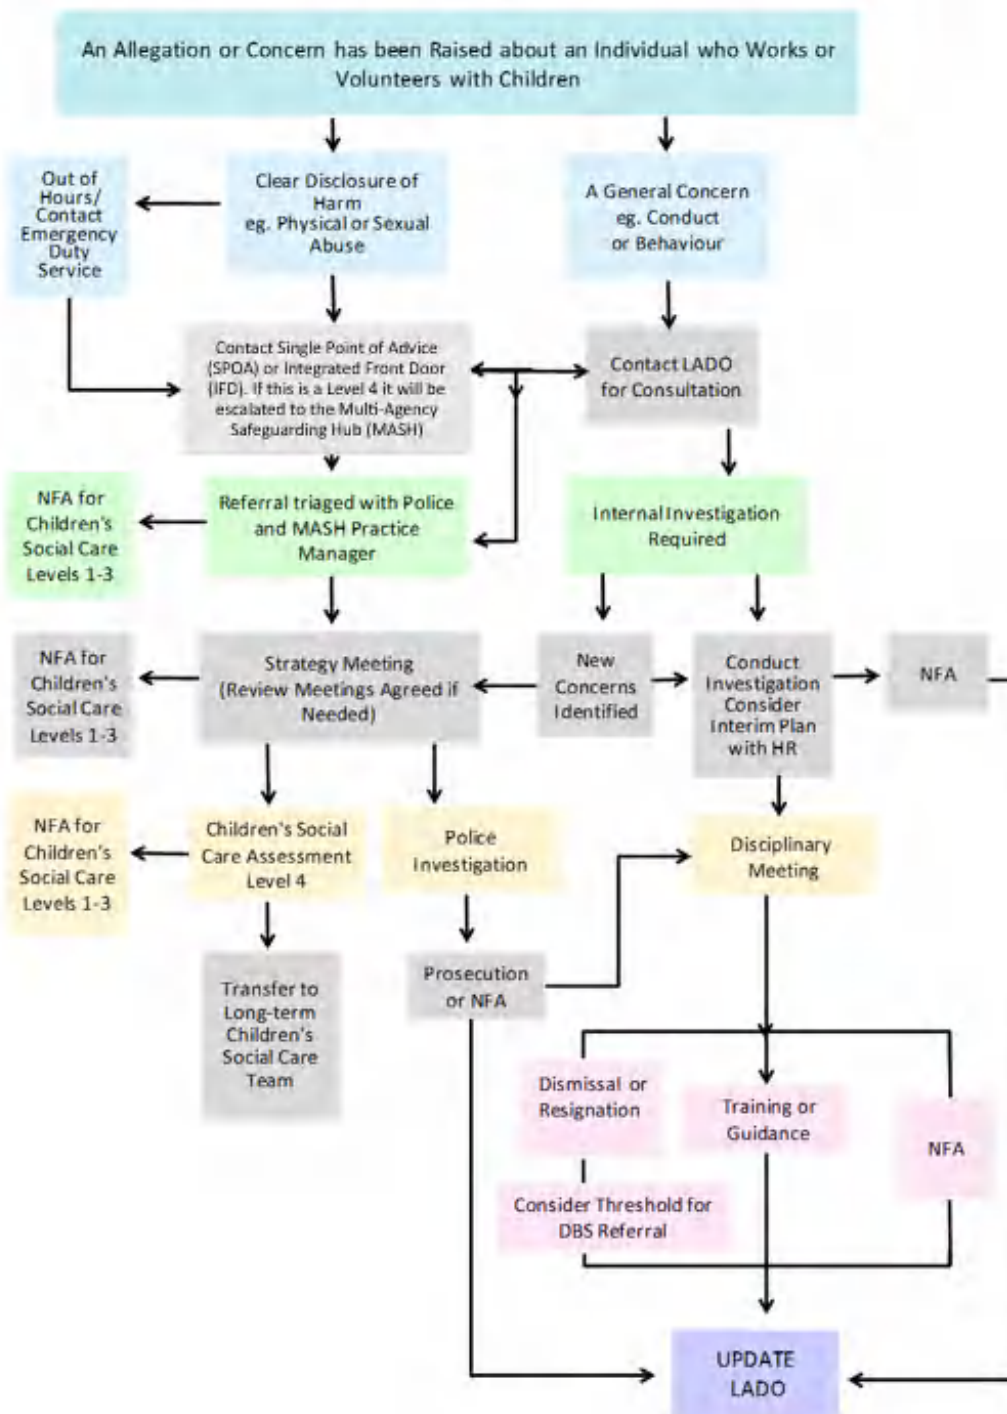 An Allegation or Concern has been Raised about an Individual who Works or
Volunteers with Children
Out of
Hours/
Contact
Emergency
Duty
Service
Clear Disclosure of
Harm
eg. Physical or Sexual
Abuse
A General Concern
eg. Conduct
or Behaviour
Contact Single Point of Advice
(SPOA) or Integrated Front Door
(IFD). If this is a Level 4 it will be
escalated to the Multi-Agency
Safeguarding Hub (MASH)
Contact LADO
for Consultation
NFA for
Children's
Social Care
Levels 1-3
Referral triaged with Police
and MASH Practice
Manager
Internal Investigation
Required
NFA for
Children's
Social Care
Levels 1-3
Strategy Meeting
(Review Meetings Agreed if
Needed)
New
Concerns
Identified
Conduct
Investigation
Consider
Interim Plan
with HR
NFA
NFA for
Children's
Social Care
Levels 1-3
Children's Social
Care Assessment
Level 4
Police
Investigation
Disciplinary
Meeting
Transfer to
Long-term
Children's
Social Care
Team
Prosecution
or NFA
Dismissal or
Resignation
Training or
Guidance
NFA
Consider Threshold for
DBS Referral
UPDATE
LADO